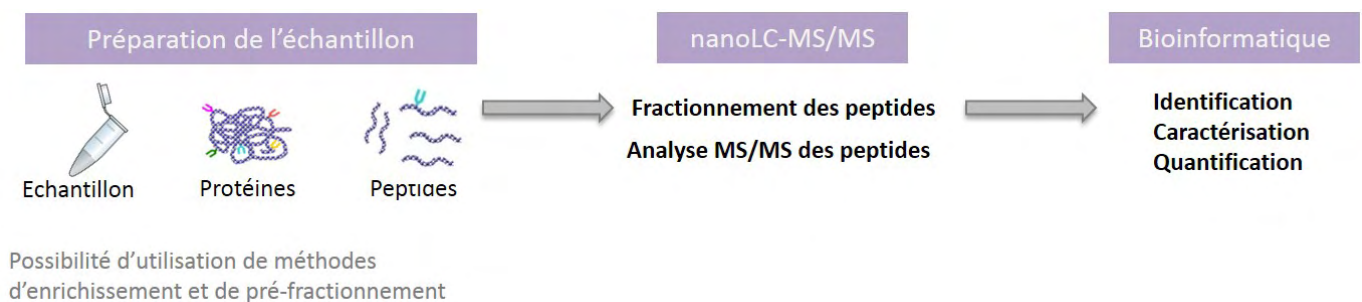 Préparation de l'échantillon
nanoLC-MS/MS
Bioinformatique
Echantillon
Protéines
Peptides
Fractionnement des peptides
Analyse MS/MS des peptides
Identification
Caractérisation
Quantification
Possibilité d'utilisation de méthodes
d'enrichissement et de pré-fractionnement